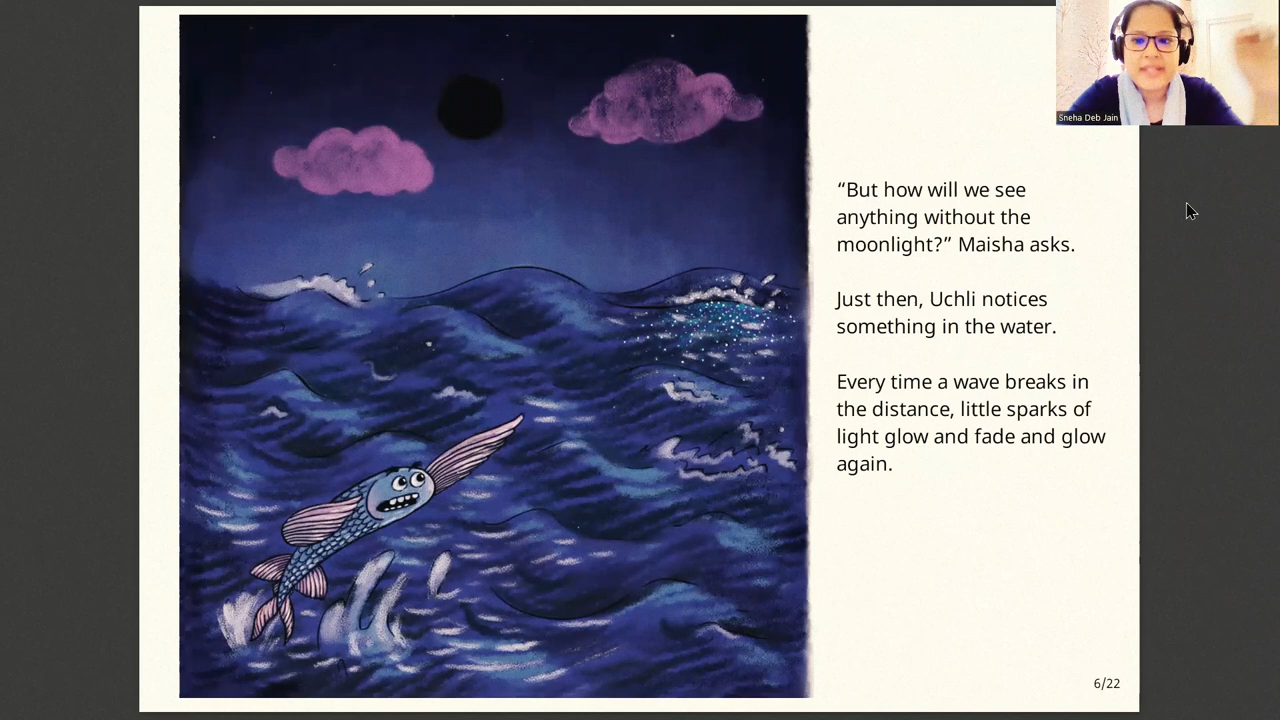 Sneha Deb Jain
“But how will we see
anything without the
moonlight?” Maisha asks.
Just then, Uchli notices
something in the water.
Every time a wave breaks in
the distance, little sparks of
light glow and fade and glow
again.
6/22